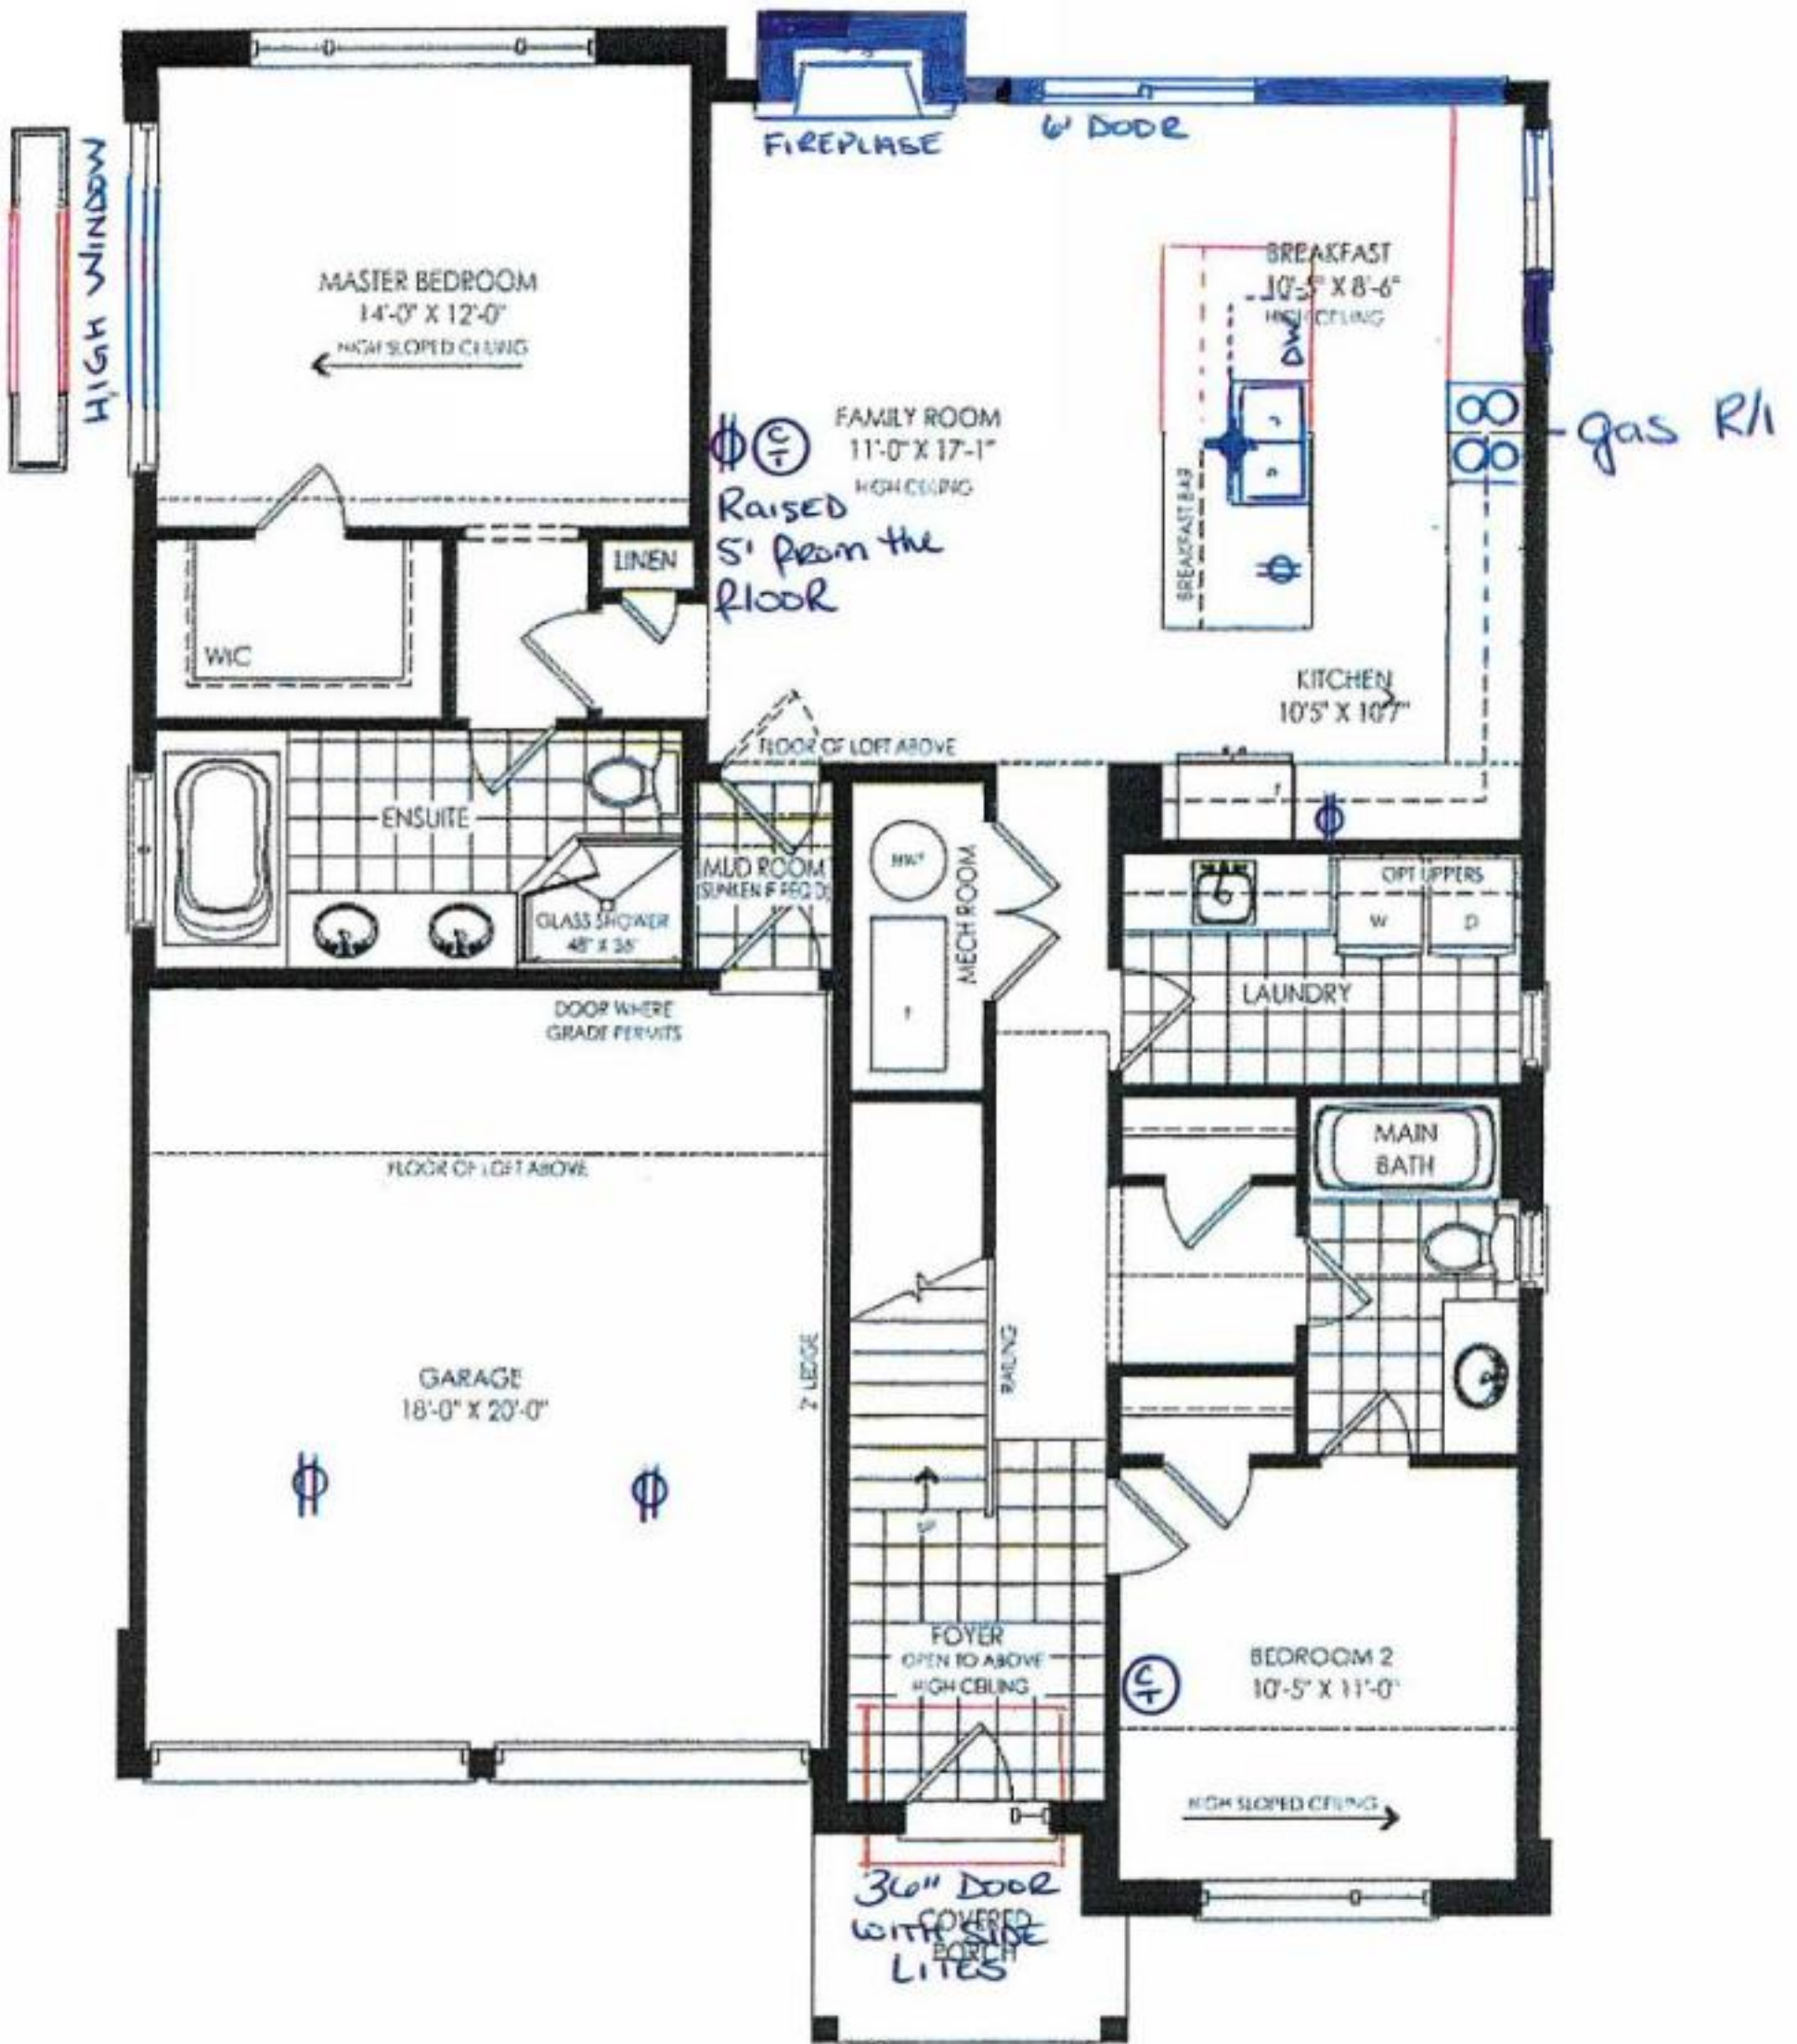 FIREPLASE
6' DOOR
HIGH WINDOW
MASTER BEDROOM
14'-0" X 12'-0"
HIGH SLOPED CEILING
BREAKFAST
10'-5" X 8'-6"
HIGH CEILING
DW
FAMILY ROOM
11'-0" X 17'-1"
HIGH CEILING
C
T
RAISED
5' from the
floor
gas R/I
BREAKFAST BAR
LINEN
WIC
KITCHEN
10'5" X 10'7"
FLOOR OF LOFT ABOVE
ENSUITE
MUD ROOM
(SUNKEN IF REQ'D)
GLASS SHOWER
48" X 36"
HWT
MECH ROOM
F
F
OPT UPPERS
W
D
LAUNDRY
DOOR WHERE
GRADE PERMITS
FLOOR OF LOFT ABOVE
MAIN
BATH
GARAGE
18'-0" X 20'-0"
2" LEDGE
RAILING
UP
FOYER
OPEN TO ABOVE
HIGH CEILING
C
T
BEDROOM 2
10'-5" X 11'-0"
HIGH SLOPED CEILING
36" DOOR
WITH SIDE
LITES
COVERED
PORCH